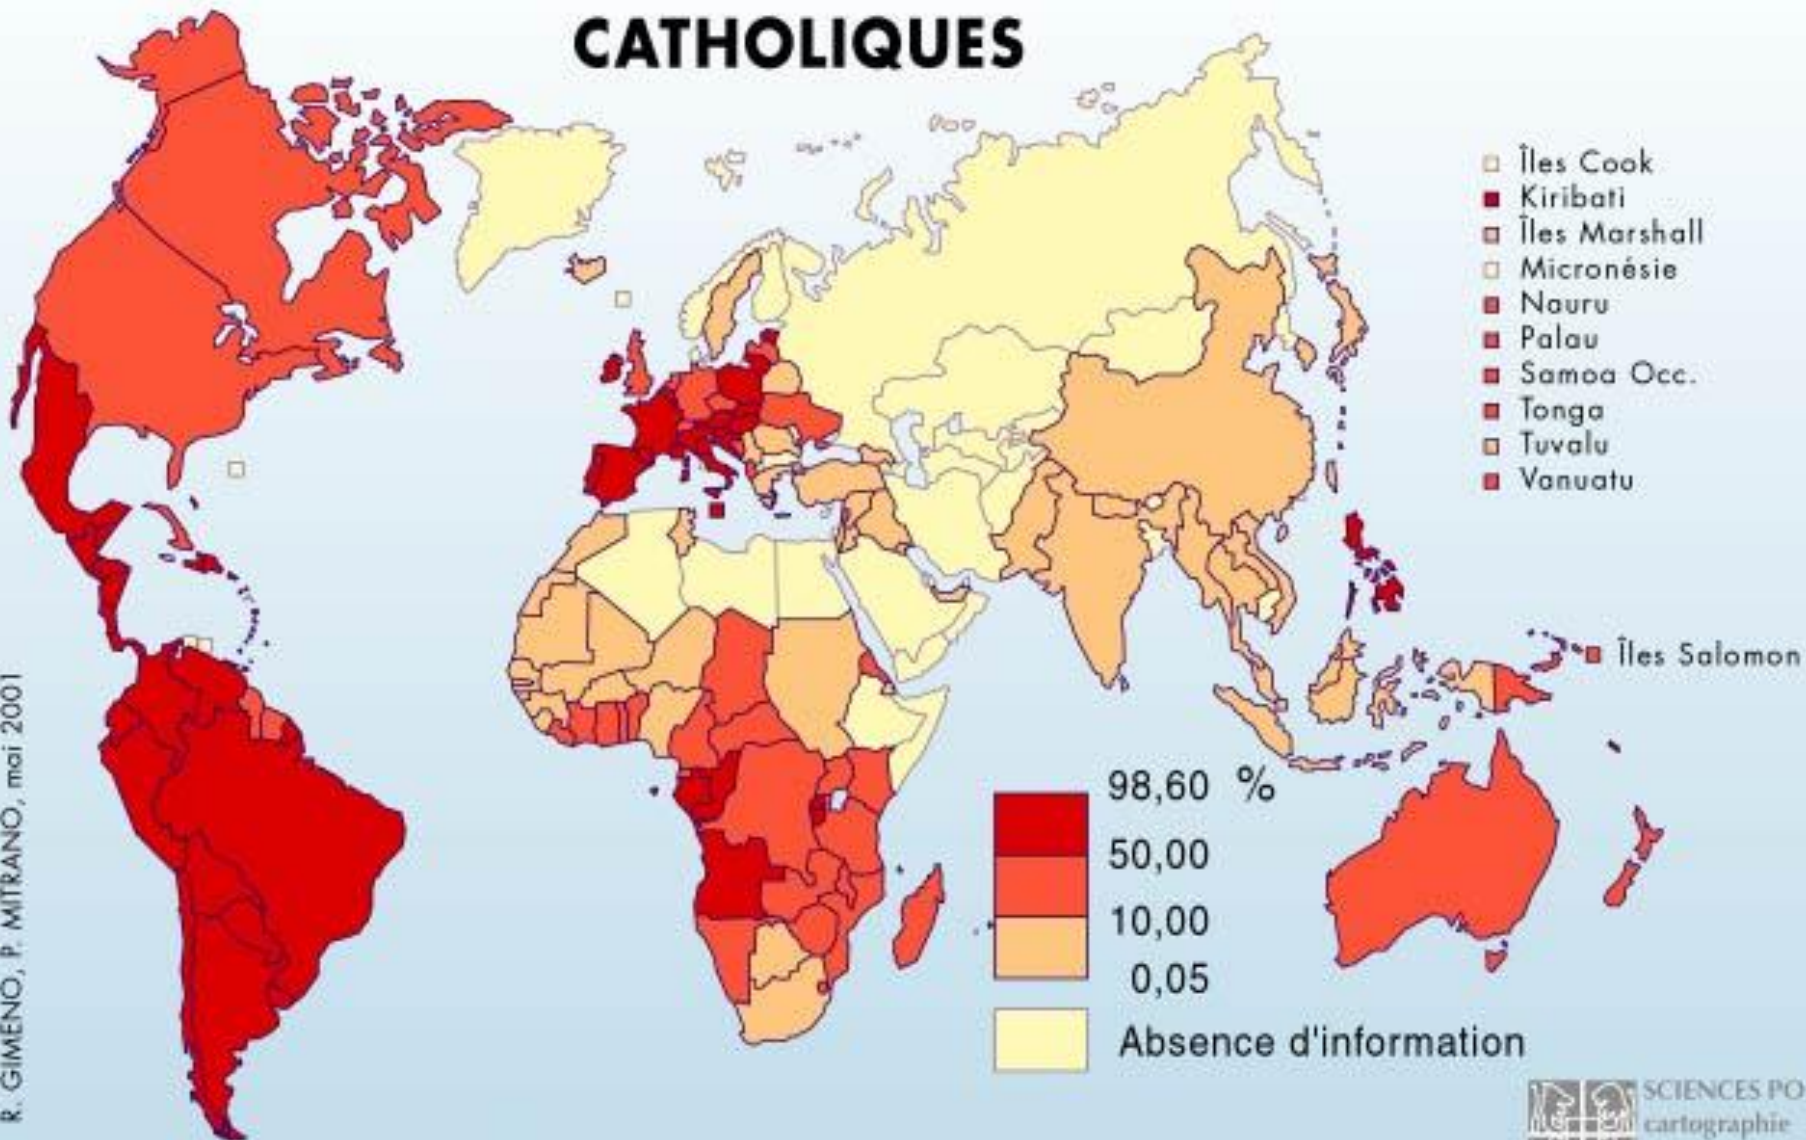 CATHOLIQUES
Îles Cook
Kiribati
Îles Marshall
Micronésie
Nauru
Palau
Samoa Occ.
Tonga
Tuvalu
Vanuatu
Îles Salomon
98,60 %
50,00
10,00
0,05
Absence d'information
R. GIMENO, P. MITRANO, mai 2001
SCIENCES PO
cartographie